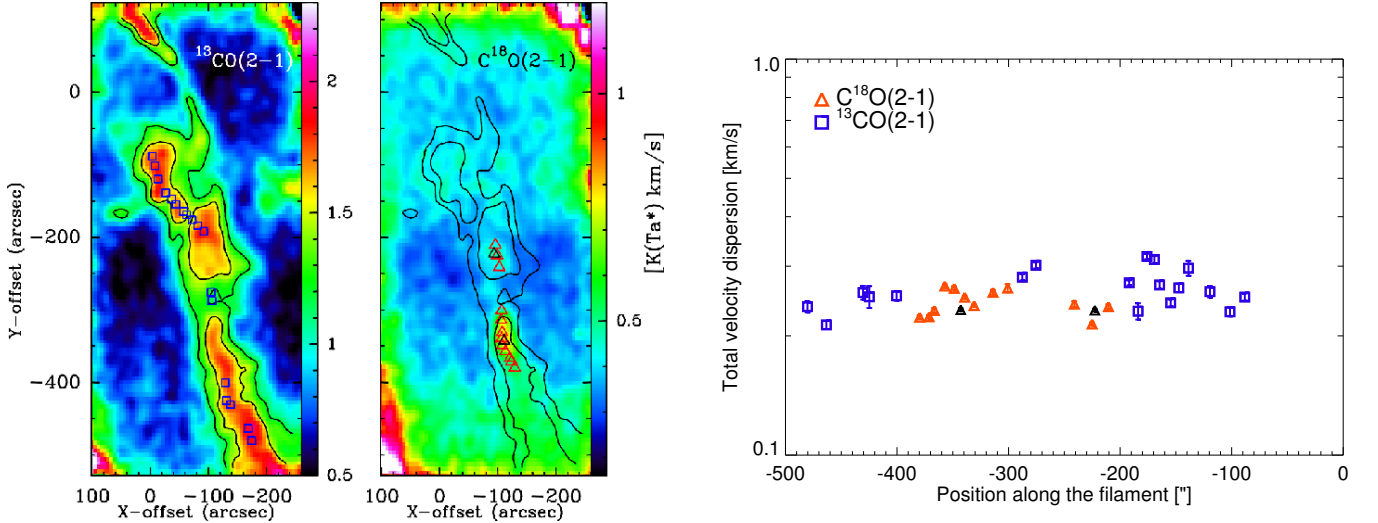 ¹³CO(2−1)
C¹⁸O(2−1)
0
−200
−400
Y−offset (arcsec)
100 0 −100 −200
X−offset (arcsec)
2
1.5
1
0.5
100 0 −100 −200
X−offset (arcsec)
1
0.5
[K(Ta*) km/s]
1.0
0.1
Total velocity dispersion [km/s]
C¹⁸O(2-1)
¹³CO(2-1)
-500 -400 -300 -200 -100 0
Position along the filament ["]